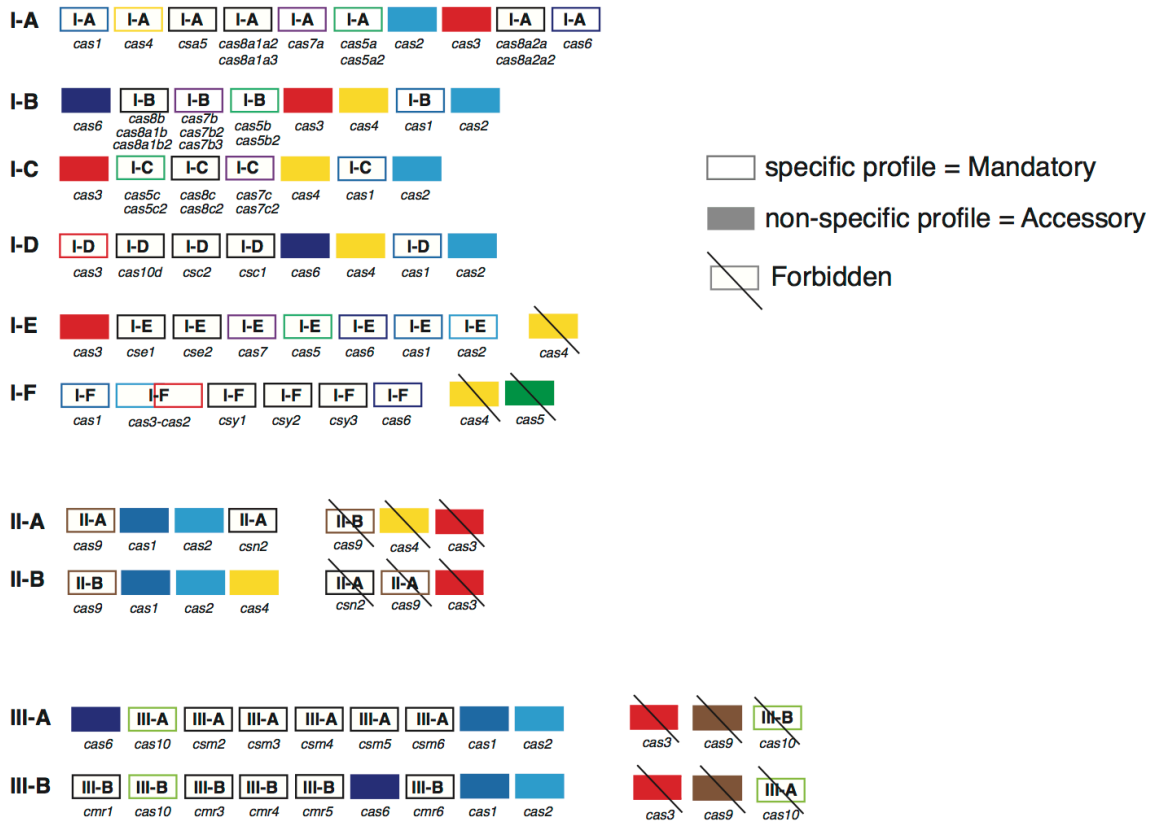 I-A I-A I-A I-A I-A I-A I-A I-A I-A
cas1 cas4 csa5 cas8a1a2 cas7a cas5a cas2 cas3 cas8a2a cas6
cas8a1a3 cas5a2 cas8a2a2
I-B I-B I-B I-B I-B
cas6 cas8b cas7b cas5b cas3 cas4 cas1 cas2
cas8a1b cas7b2 cas5b2
cas8a1b2 cas7b3
I-C I-C I-C I-C I-C
cas3 cas5c cas8c cas7c cas4 cas1 cas2
cas5c2 cas8c2 cas7c2
specific profile = Mandatory
non-specific profile = Accessory
Forbidden
I-D I-D I-D I-D I-D I-D
cas3 cas10d csc2 csc1 cas6 cas4 cas1 cas2
I-E I-E I-E I-E I-E I-E I-E I-E
cas3 cse1 cse2 cas7 cas5 cas6 cas1 cas2 cas4
I-F I-F I-F I-F I-F I-F I-F
cas1 cas3-cas2 csy1 csy2 csy3 cas6 cas4 cas5
II-A II-A II-A II-B
cas9 cas1 cas2 csn2 cas9 cas4 cas3
II-B II-B II-A II-A
cas9 cas1 cas2 cas4 csn2 cas9 cas3
III-A III-A III-A III-A III-A III-A III-A III-B
cas6 cas10 csm2 csm3 csm4 csm5 csm6 cas1 cas2 cas3 cas9 cas10
III-B III-B III-B III-B III-B III-B III-B III-A
cmr1 cas10 cmr3 cmr4 cmr5 cas6 cmr6 cas1 cas2 cas3 cas9 cas10